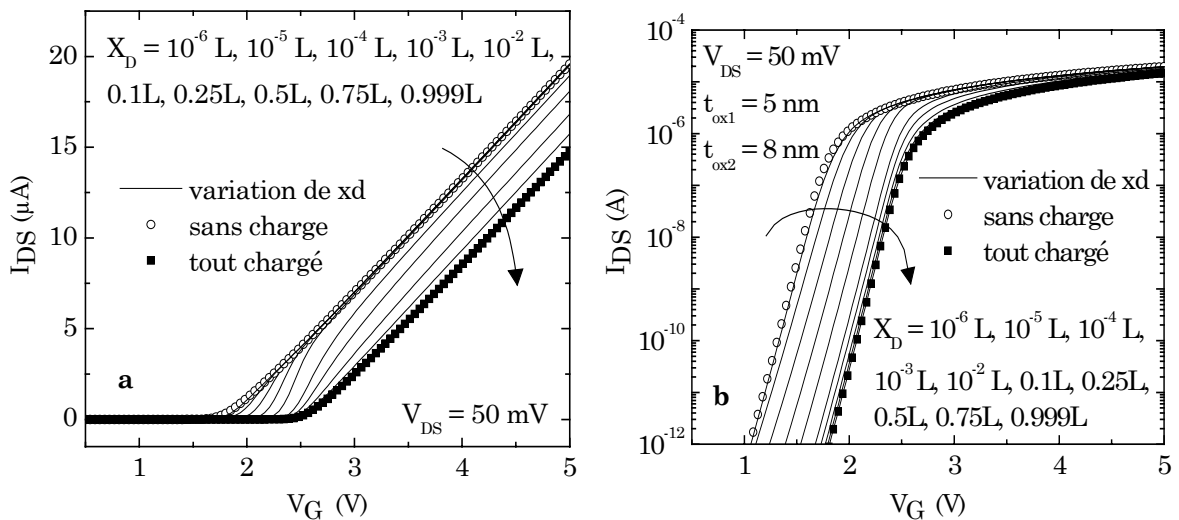 X_D = 10^-6 L, 10^-5 L, 10^-4 L, 10^-3 L, 10^-2 L,
0.1L, 0.25L, 0.5L, 0.75L, 0.999L
variation de xd
sans charge
tout chargé
a
V_DS = 50 mV
20
15
10
5
0
1
2
3
4
5
I_DS (µA)
V_G (V)
V_DS = 50 mV
t_ox1 = 5 nm
t_ox2 = 8 nm
variation de xd
sans charge
tout chargé
X_D = 10^-6 L, 10^-5 L, 10^-4 L,
10^-3 L, 10^-2 L, 0.1L, 0.25L,
0.5L, 0.75L, 0.999L
b
10^-4
10^-6
10^-8
10^-10
10^-12
1
2
3
4
5
I_DS (A)
V_G (V)